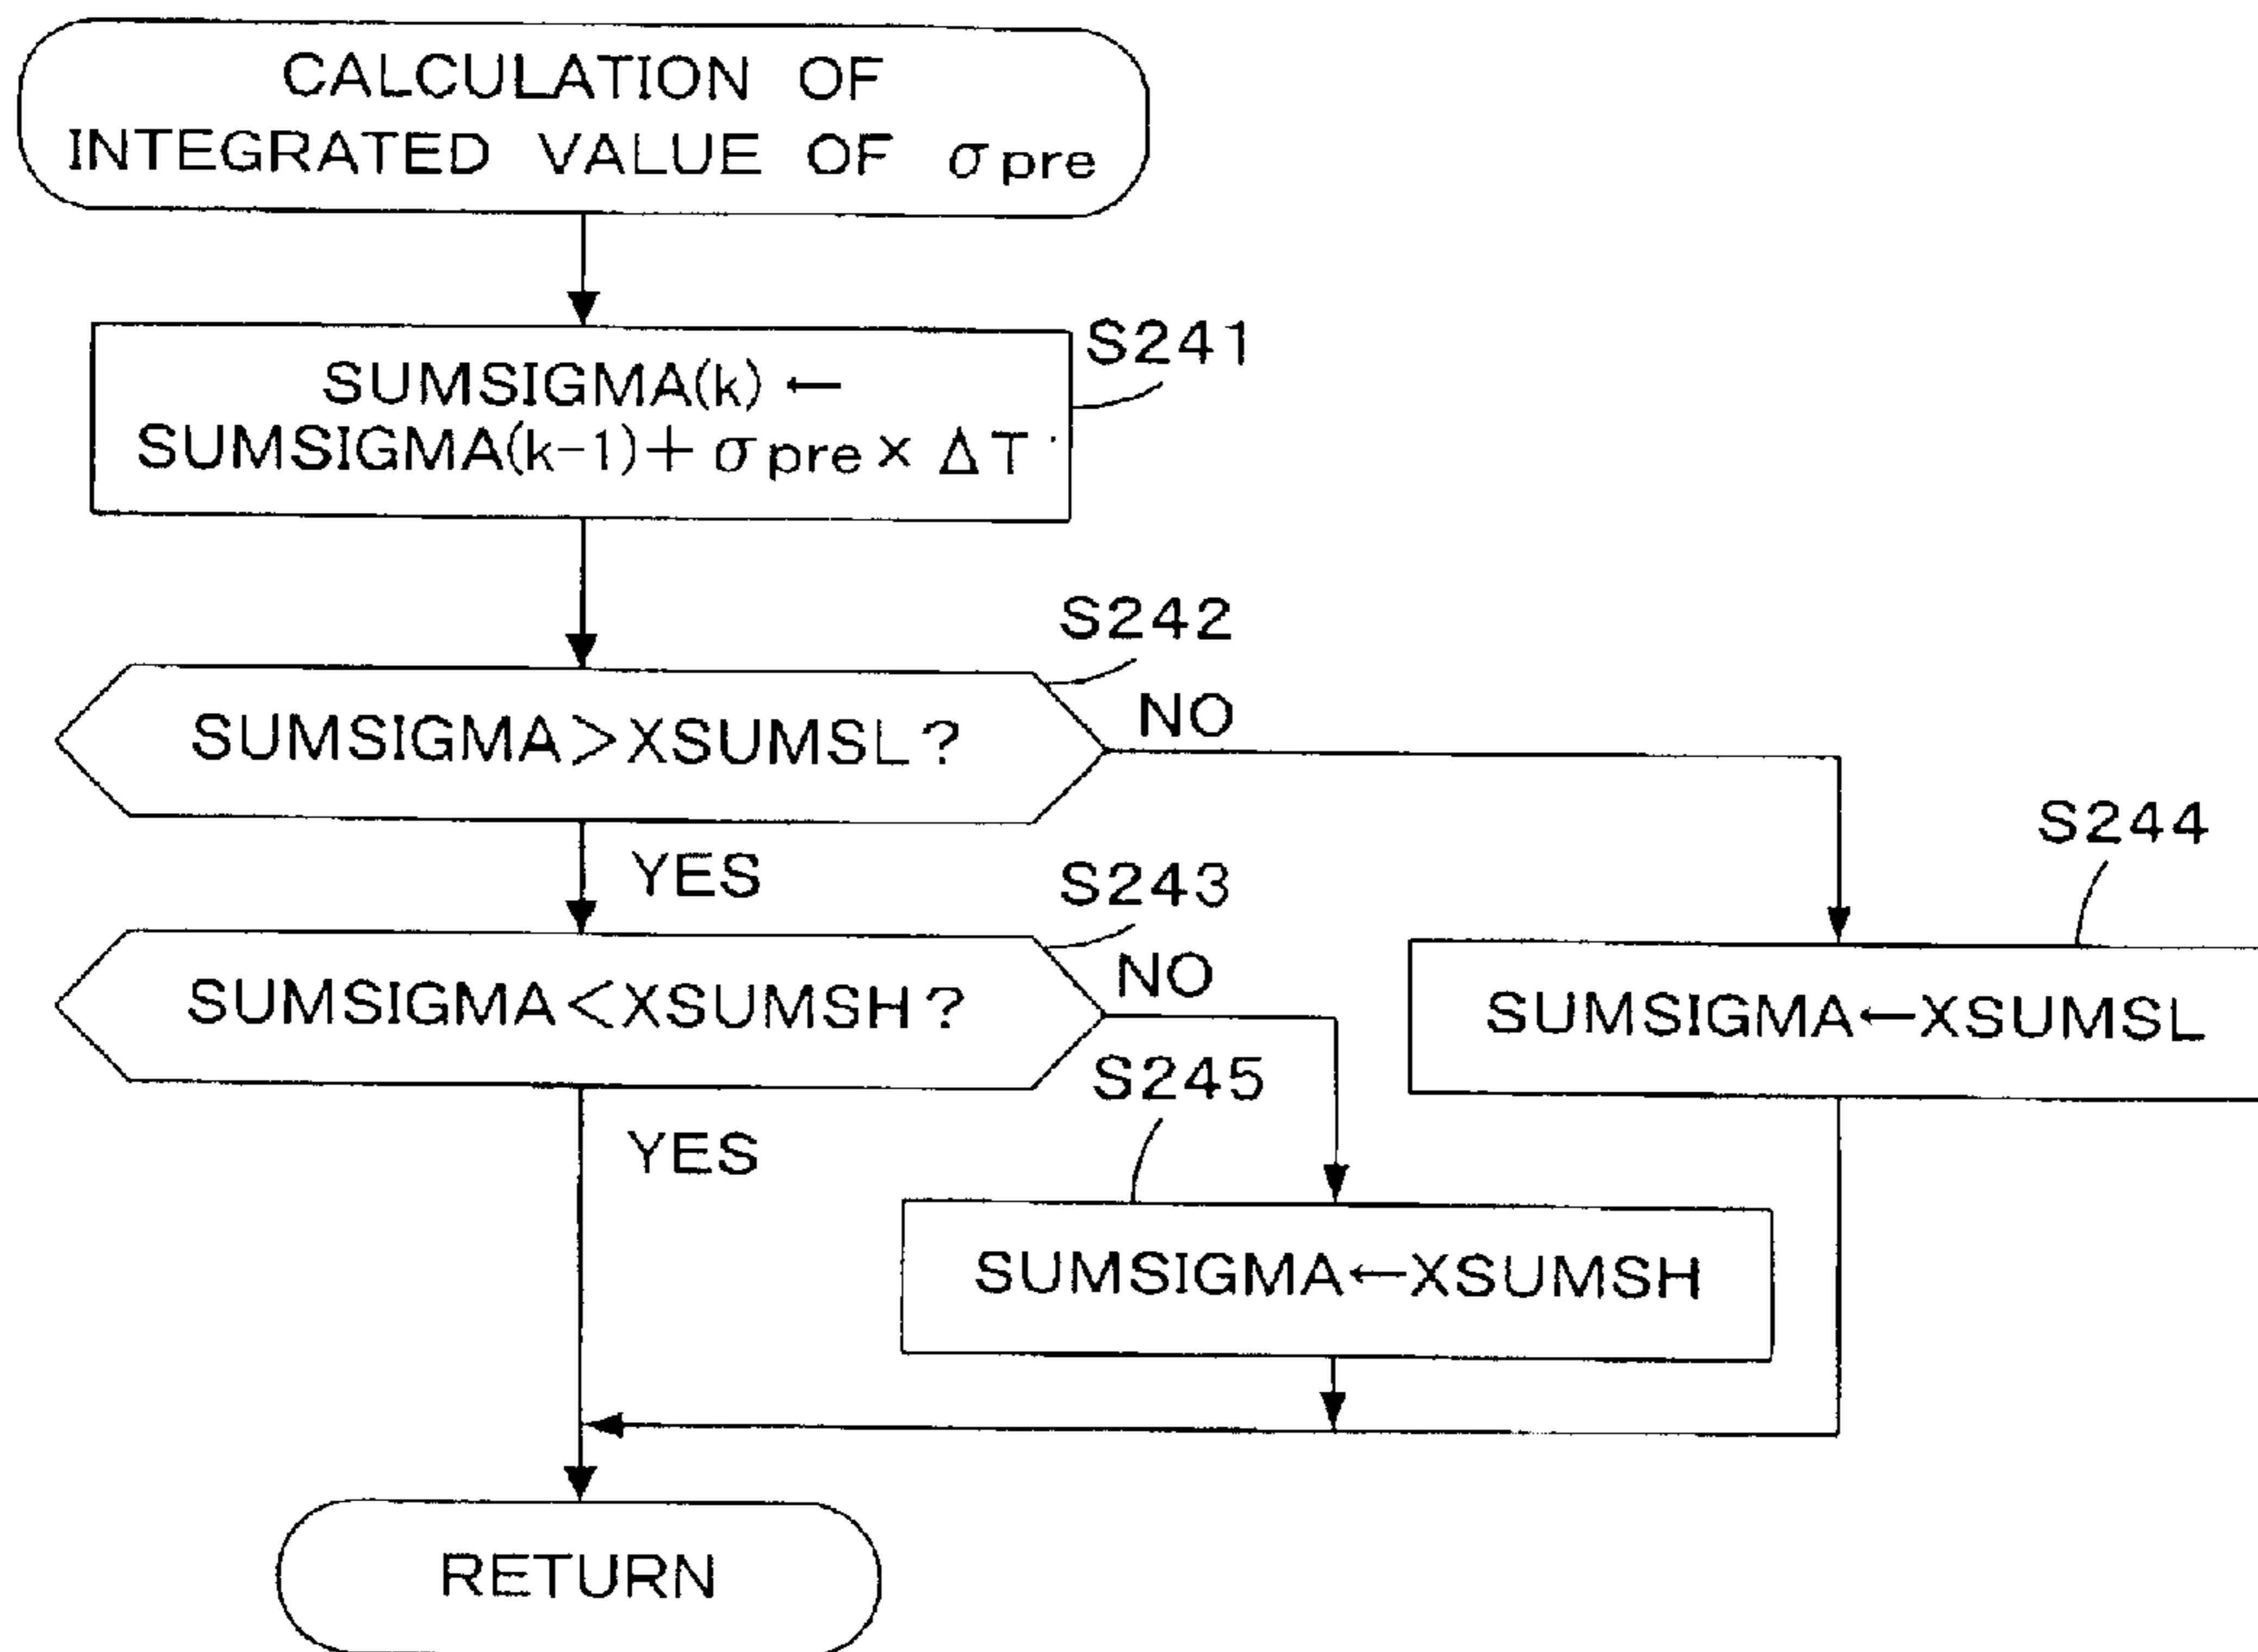 CALCULATION OF
INTEGRATED VALUE OF σpre
S241
SUMSIGMA(k) ←
SUMSIGMA(k-1)+σpre × ΔT
S242
SUMSIGMA>XSUMSL?
NO
YES
S243
SUMSIGMA<XSUMSH?
NO
YES
S244
SUMSIGMA←XSUMSL
S245
SUMSIGMA←XSUMSH
RETURN